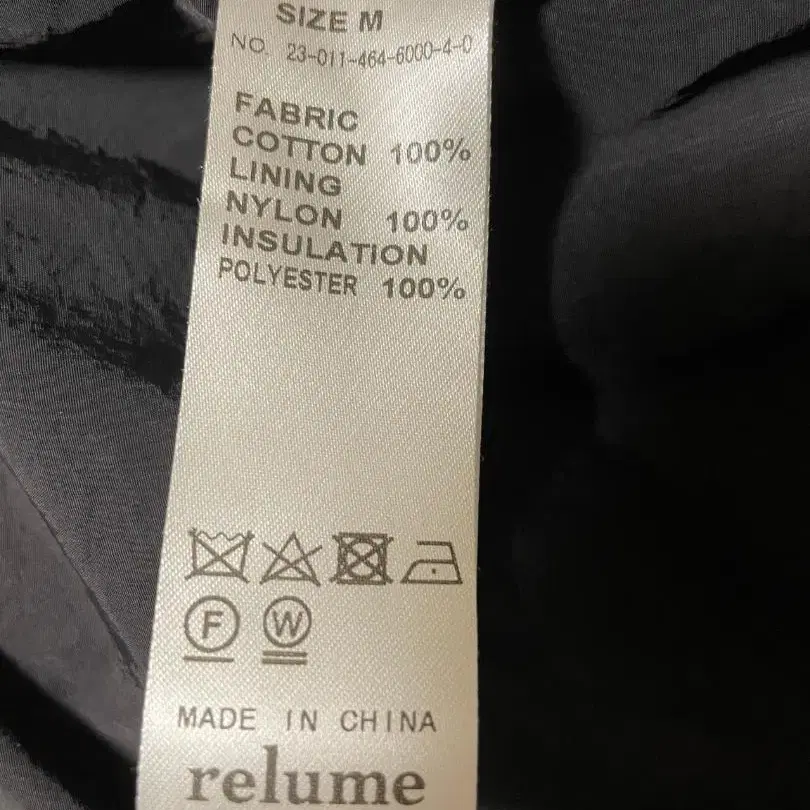 SIZE M
NO. 23-011-464-6000-4-0
FABRIC
COTTON 100%
LINING
NYLON 100%
INSULATION
POLYESTER 100%
F W
MADE IN CHINA
relume